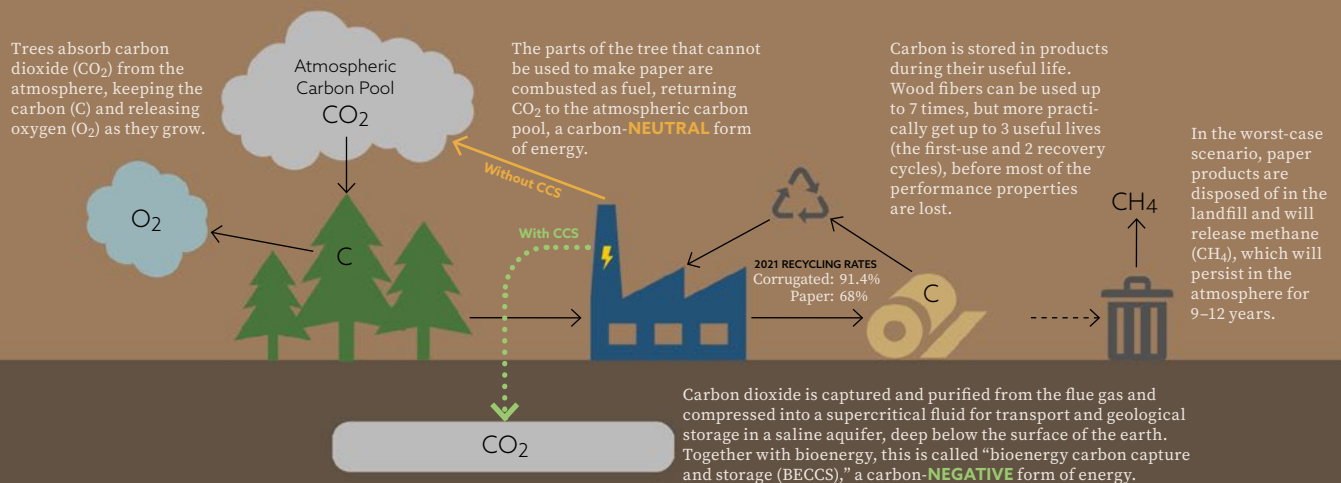 Trees absorb carbon
dioxide (CO₂) from the
atmosphere, keeping the
carbon (C) and releasing
oxygen (O₂) as they grow.
Atmospheric
Carbon Pool
CO₂
The parts of the tree that cannot
be used to make paper are
combusted as fuel, returning
CO₂ to the atmospheric carbon
pool, a carbon-NEUTRAL form
of energy.
Carbon is stored in products
during their useful life.
Wood fibers can be used up
to 7 times, but more practi-
cally get up to 3 useful lives
(the first-use and 2 recovery
cycles), before most of the
performance properties
are lost.
In the worst-case
scenario, paper
products are
disposed of in the
landfill and will
release methane
(CH₄), which will
persist in the
atmosphere for
9–12 years.
Without CCS
O₂
C
With CCS
2021 RECYCLING RATES
Corrugated: 91.4%
Paper: 68%
C
CH₄
CO₂
Carbon dioxide is captured and purified from the flue gas and
compressed into a supercritical fluid for transport and geological
storage in a saline aquifer, deep below the surface of the earth.
Together with bioenergy, this is called “bioenergy carbon capture
and storage (BECCS),” a carbon-NEGATIVE form of energy.